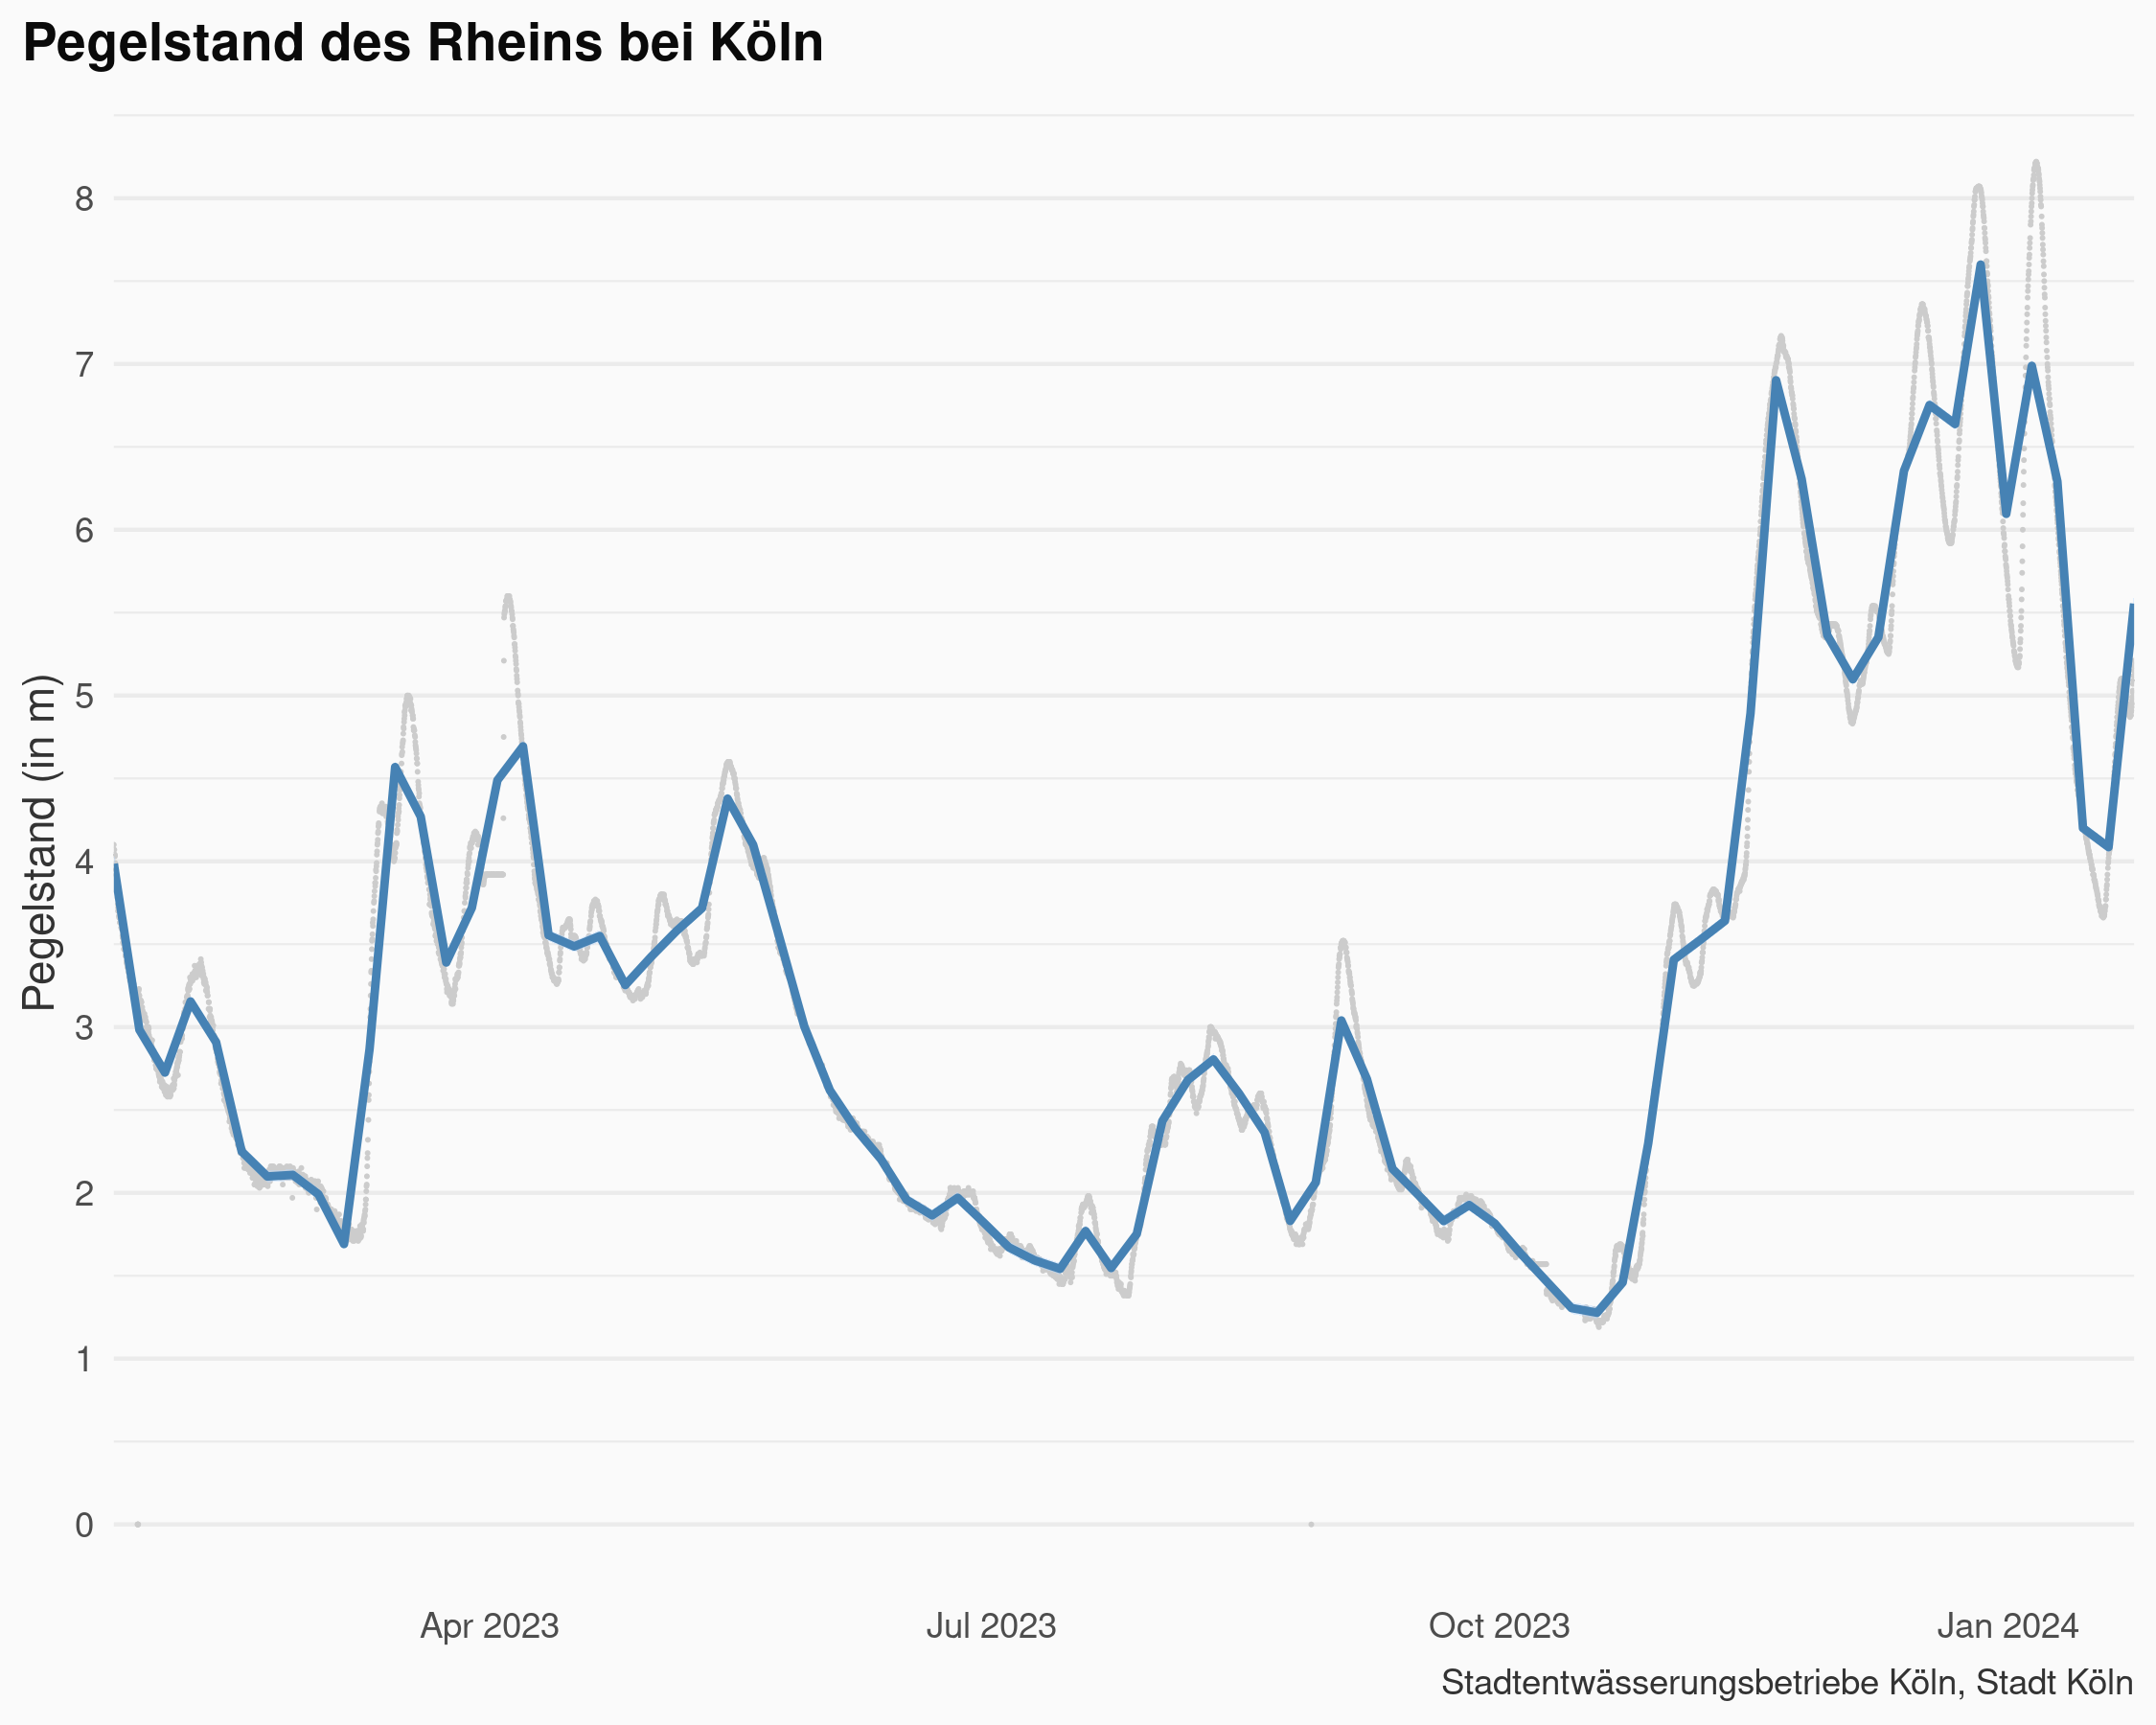 Pegelstand des Rheins bei Köln
Pegelstand (in m)
8
7
6
5
4
3
2
1
0
Apr 2023
Jul 2023
Oct 2023
Jan 2024
Stadtentwässerungsbetriebe Köln, Stadt Köln